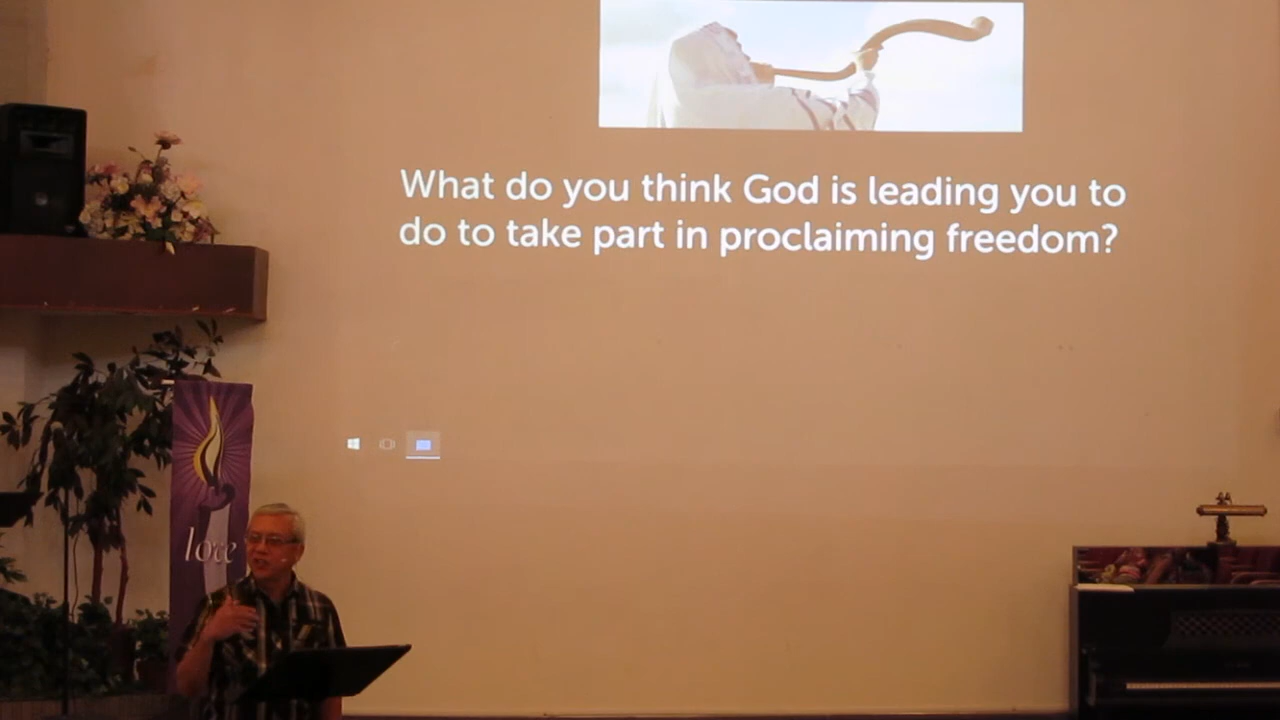 What do you think God is leading you to
do to take part in proclaiming freedom?
love